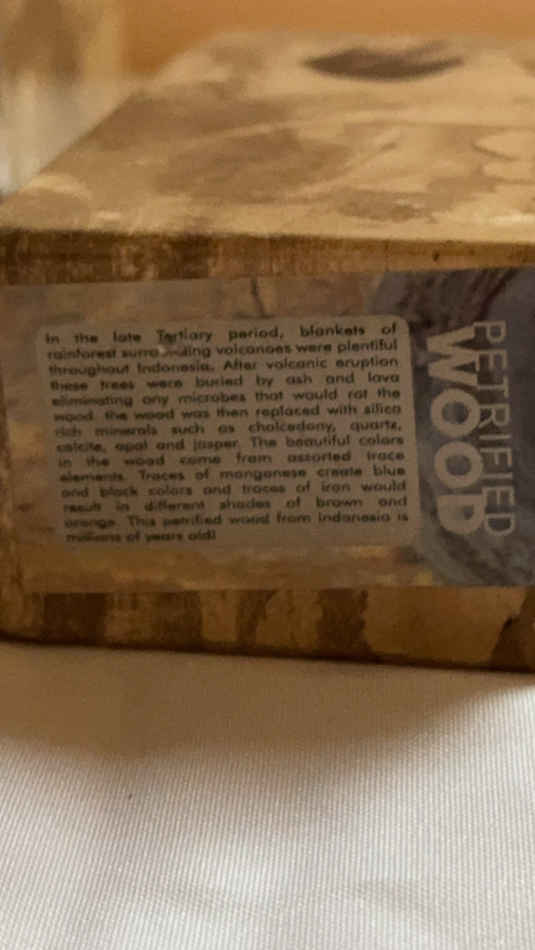 In the late Tertiary period, blankets of
rainforest surrounding volcanoes were plentiful
throughout Indonesia. After volcanic eruption
these trees were buried by ash and lava
eliminating any microbes that would rot the
wood. the wood was then replaced with silica
rich minerals such as chalcedony, quartz,
calcite, opal and jasper. The beautiful colors
in the wood come from assorted trace
elements. Traces of manganese create blue
and black colors and traces of iron would
result in different shades of brown and
orange. This petrified wood from indonesia is
millions of years old!
PETRIFIED
WOOD